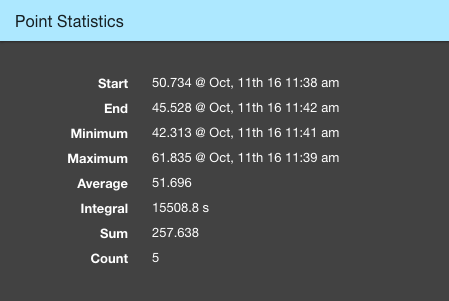 Point Statistics
Start 50.734 @ Oct, 11th 16 11:38 am
End 45.528 @ Oct, 11th 16 11:42 am
Minimum 42.313 @ Oct, 11th 16 11:41 am
Maximum 61.835 @ Oct, 11th 16 11:39 am
Average 51.696
Integral 15508.8 s
Sum 257.638
Count 5